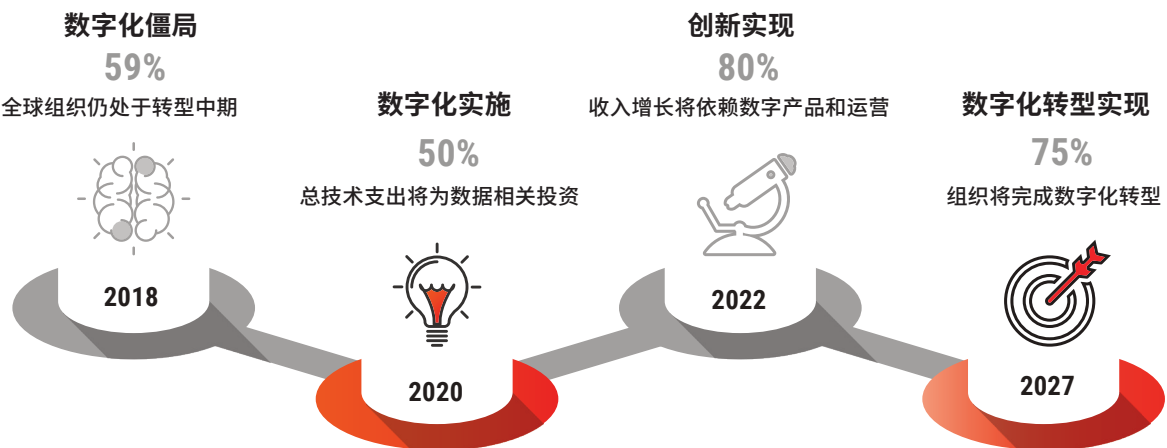 数字化僵局
59%
全球组织仍处于转型中期
2018
数字化实施
50%
总技术支出将为数据相关投资
2020
创新实现
80%
收入增长将依赖数字产品和运营
2022
数字化转型实现
75%
组织将完成数字化转型
2027